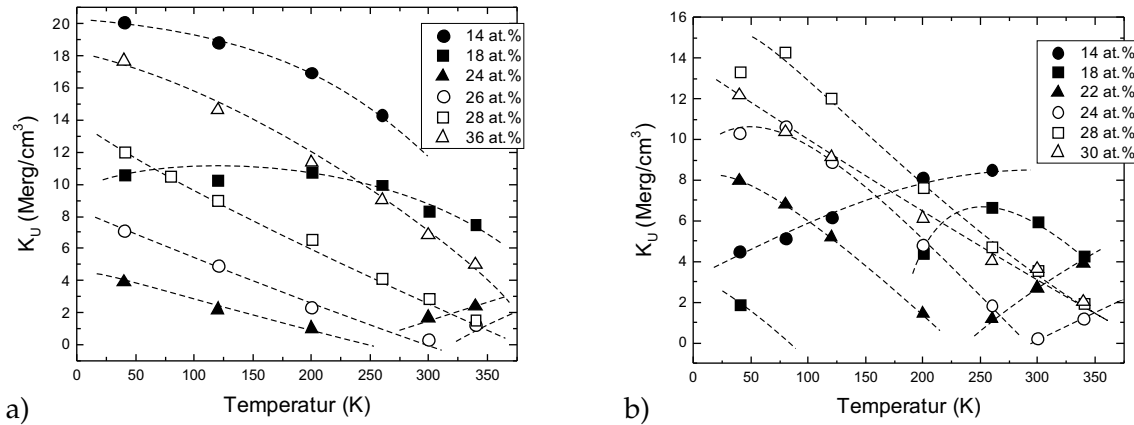 20
18
16
14
12
10
8
6
4
2
0
K_U (Merg/cm³)
14 at.%
18 at.%
24 at.%
26 at.%
28 at.%
36 at.%
0 50 100 150 200 250 300 350
Temperatur (K)
a)
16
14
12
10
8
6
4
2
0
K_U (Merg/cm³)
14 at.%
18 at.%
22 at.%
24 at.%
28 at.%
30 at.%
0 50 100 150 200 250 300 350
Temperatur (K)
b)